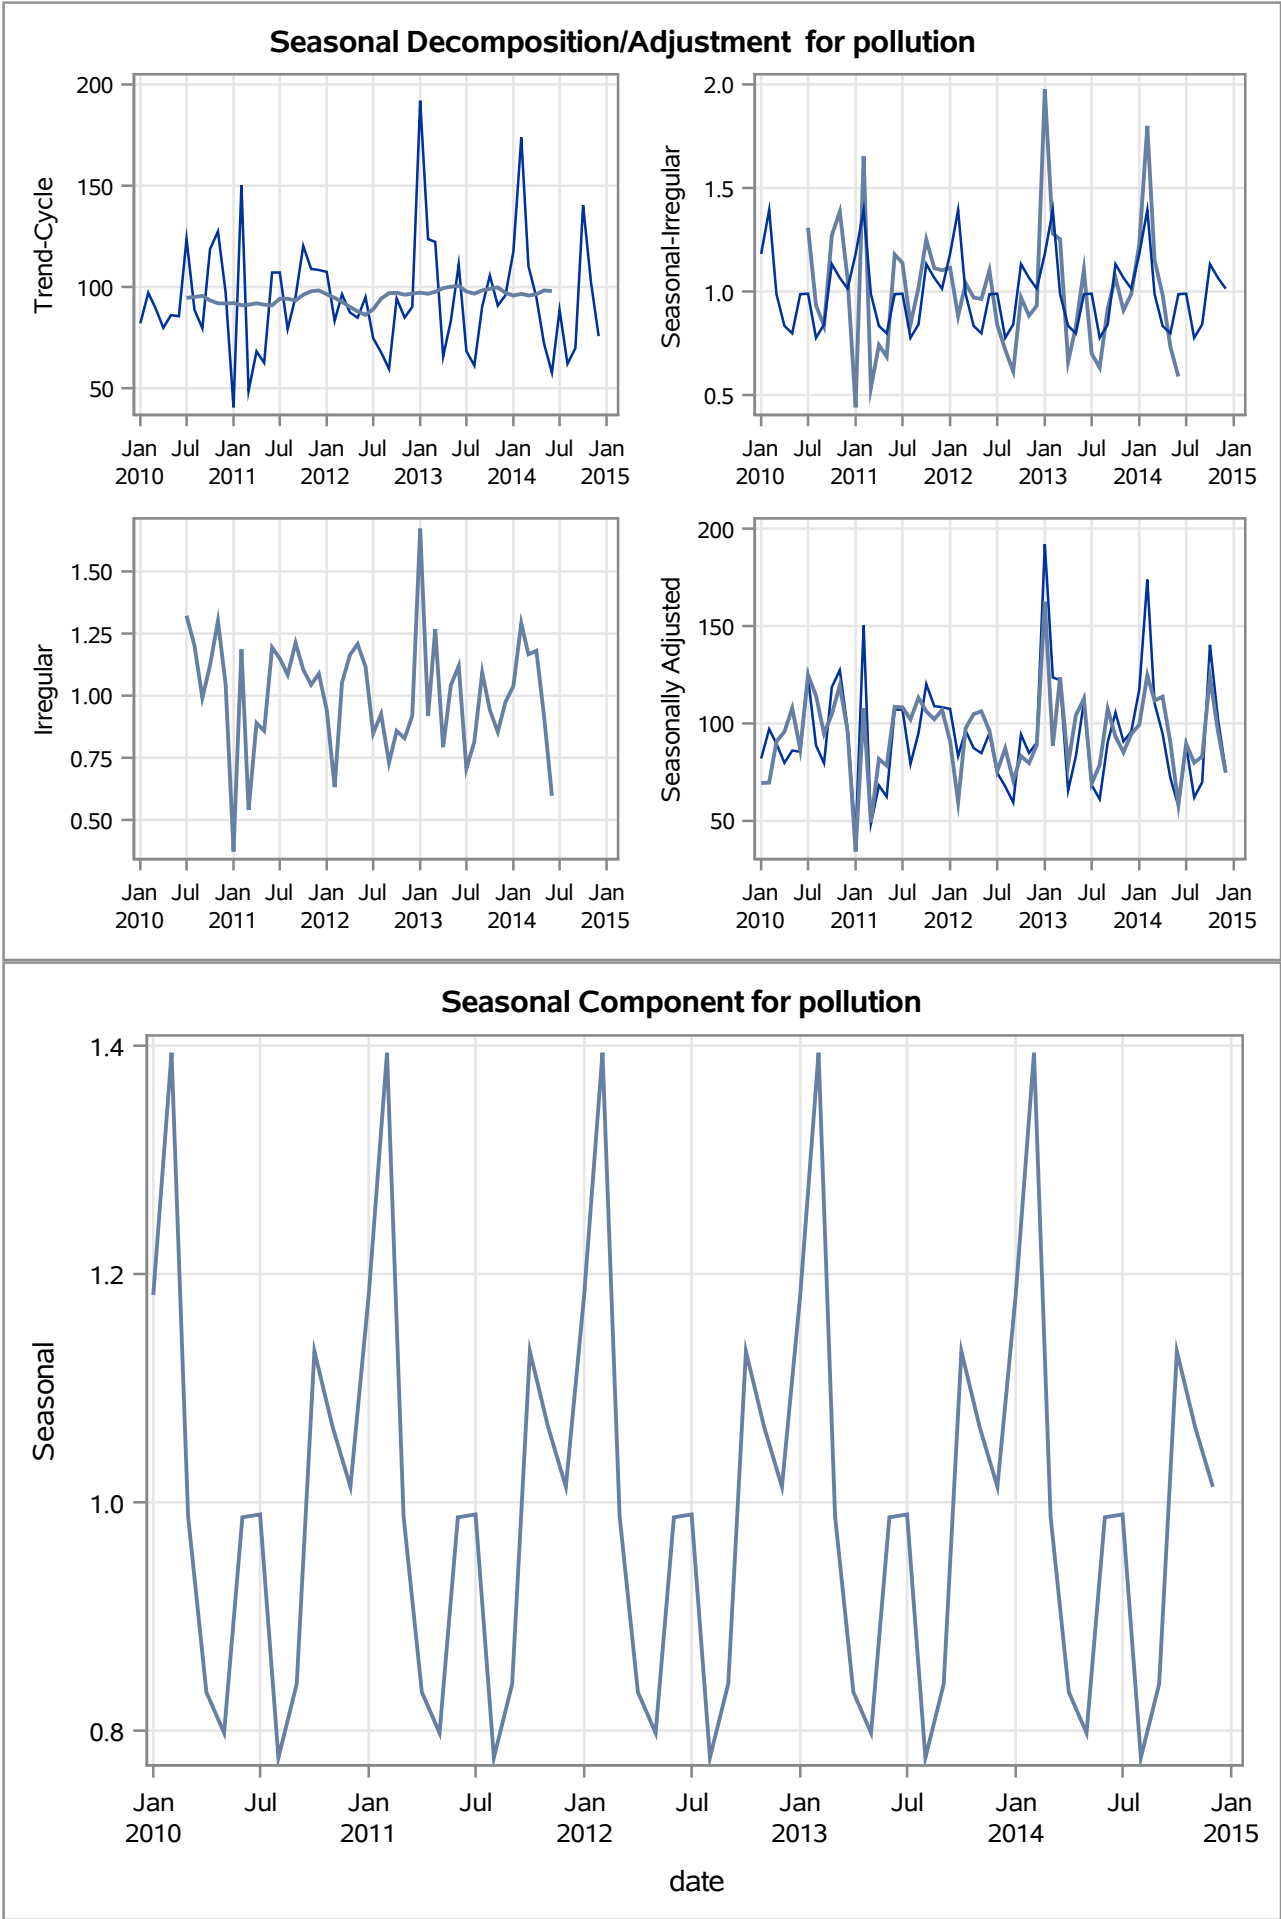 Seasonal Decomposition/Adjustment for pollution
Trend-Cycle
200
150
100
50
Jan Jul Jan Jul Jan Jul Jan Jul Jan Jul Jan
2010 2011 2012 2013 2014 2015
Seasonal-Irregular
2.0
1.5
1.0
0.5
Jan Jul Jan Jul Jan Jul Jan Jul Jan Jul Jan
2010 2011 2012 2013 2014 2015
Irregular
1.50
1.25
1.00
0.75
0.50
Jan Jul Jan Jul Jan Jul Jan Jul Jan Jul Jan
2010 2011 2012 2013 2014 2015
Seasonally Adjusted
200
150
100
50
Jan Jul Jan Jul Jan Jul Jan Jul Jan Jul Jan
2010 2011 2012 2013 2014 2015
Seasonal Component for pollution
Seasonal
1.4
1.2
1.0
0.8
Jan Jul Jan Jul Jan Jul Jan Jul Jan Jul Jan
2010 2011 2012 2013 2014 2015
date